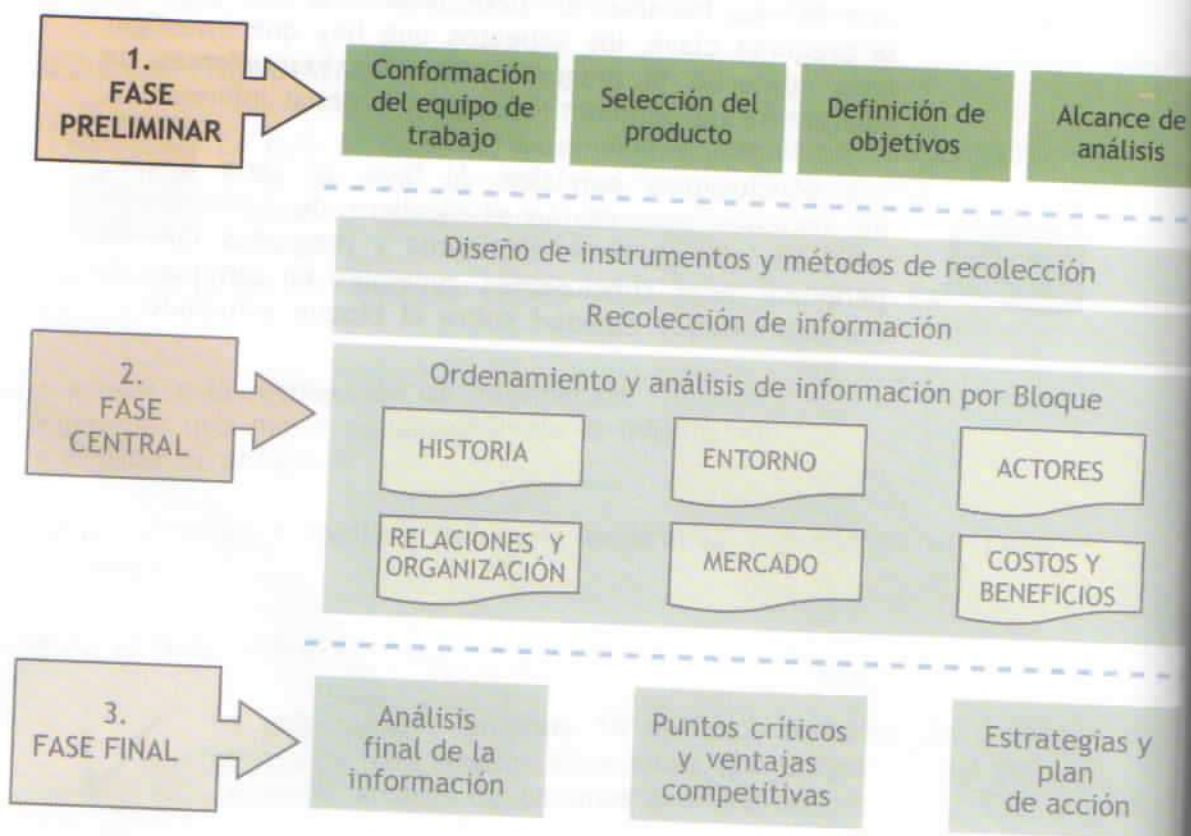 1.
FASE
PRELIMINAR
Conformación
del equipo de
trabajo
Selección del
producto
Definición de
objetivos
Alcance de
análisis
Diseño de instrumentos y métodos de recolección
Recolección de información
2.
FASE
CENTRAL
Ordenamiento y análisis de información por Bloque
HISTORIA
ENTORNO
ACTORES
RELACIONES Y
ORGANIZACIÓN
MERCADO
COSTOS Y
BENEFICIOS
3.
FASE FINAL
Análisis
final de la
información
Puntos críticos
y ventajas
competitivas
Estrategias y
plan
de acción